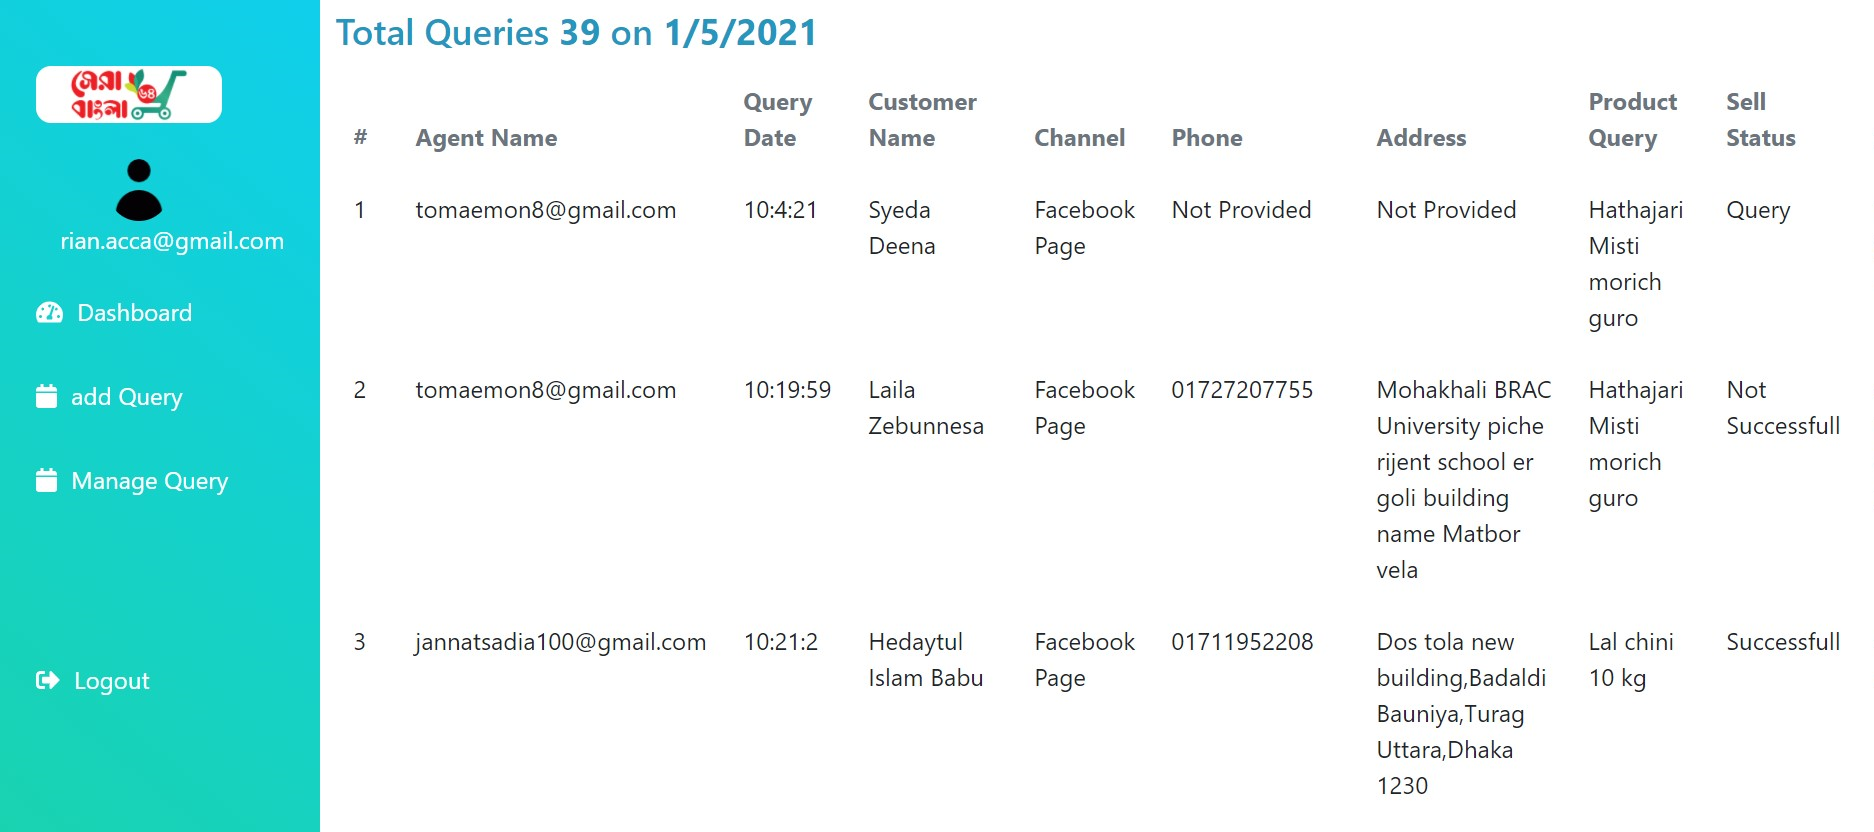 সেরা
বাংলা ৬৪
rian.acca@gmail.com
Dashboard
add Query
Manage Query
Logout
Total Queries 39 on 1/5/2021
# Agent Name Query Date Customer Name Channel Phone Address Product Query Sell Status
1 tomaemon8@gmail.com 10:4:21 Syeda Facebook Not Provided Not Provided Hathajari Query
Deena Page Misti
morich
guro
2 tomaemon8@gmail.com 10:19:59 Laila Facebook 01727207755 Mohakhali BRAC Hathajari Not
Zebunnesa Page University piche Misti Successfull
rijent school er morich
goli building guro
name Matbor
vela
3 jannatsadia100@gmail.com 10:21:2 Hedaytul Facebook 01711952208 Dos tola new Lal chini Successfull
Islam Babu Page building,Badaldi 10 kg
Bauniya,Turag
Uttara,Dhaka
1230